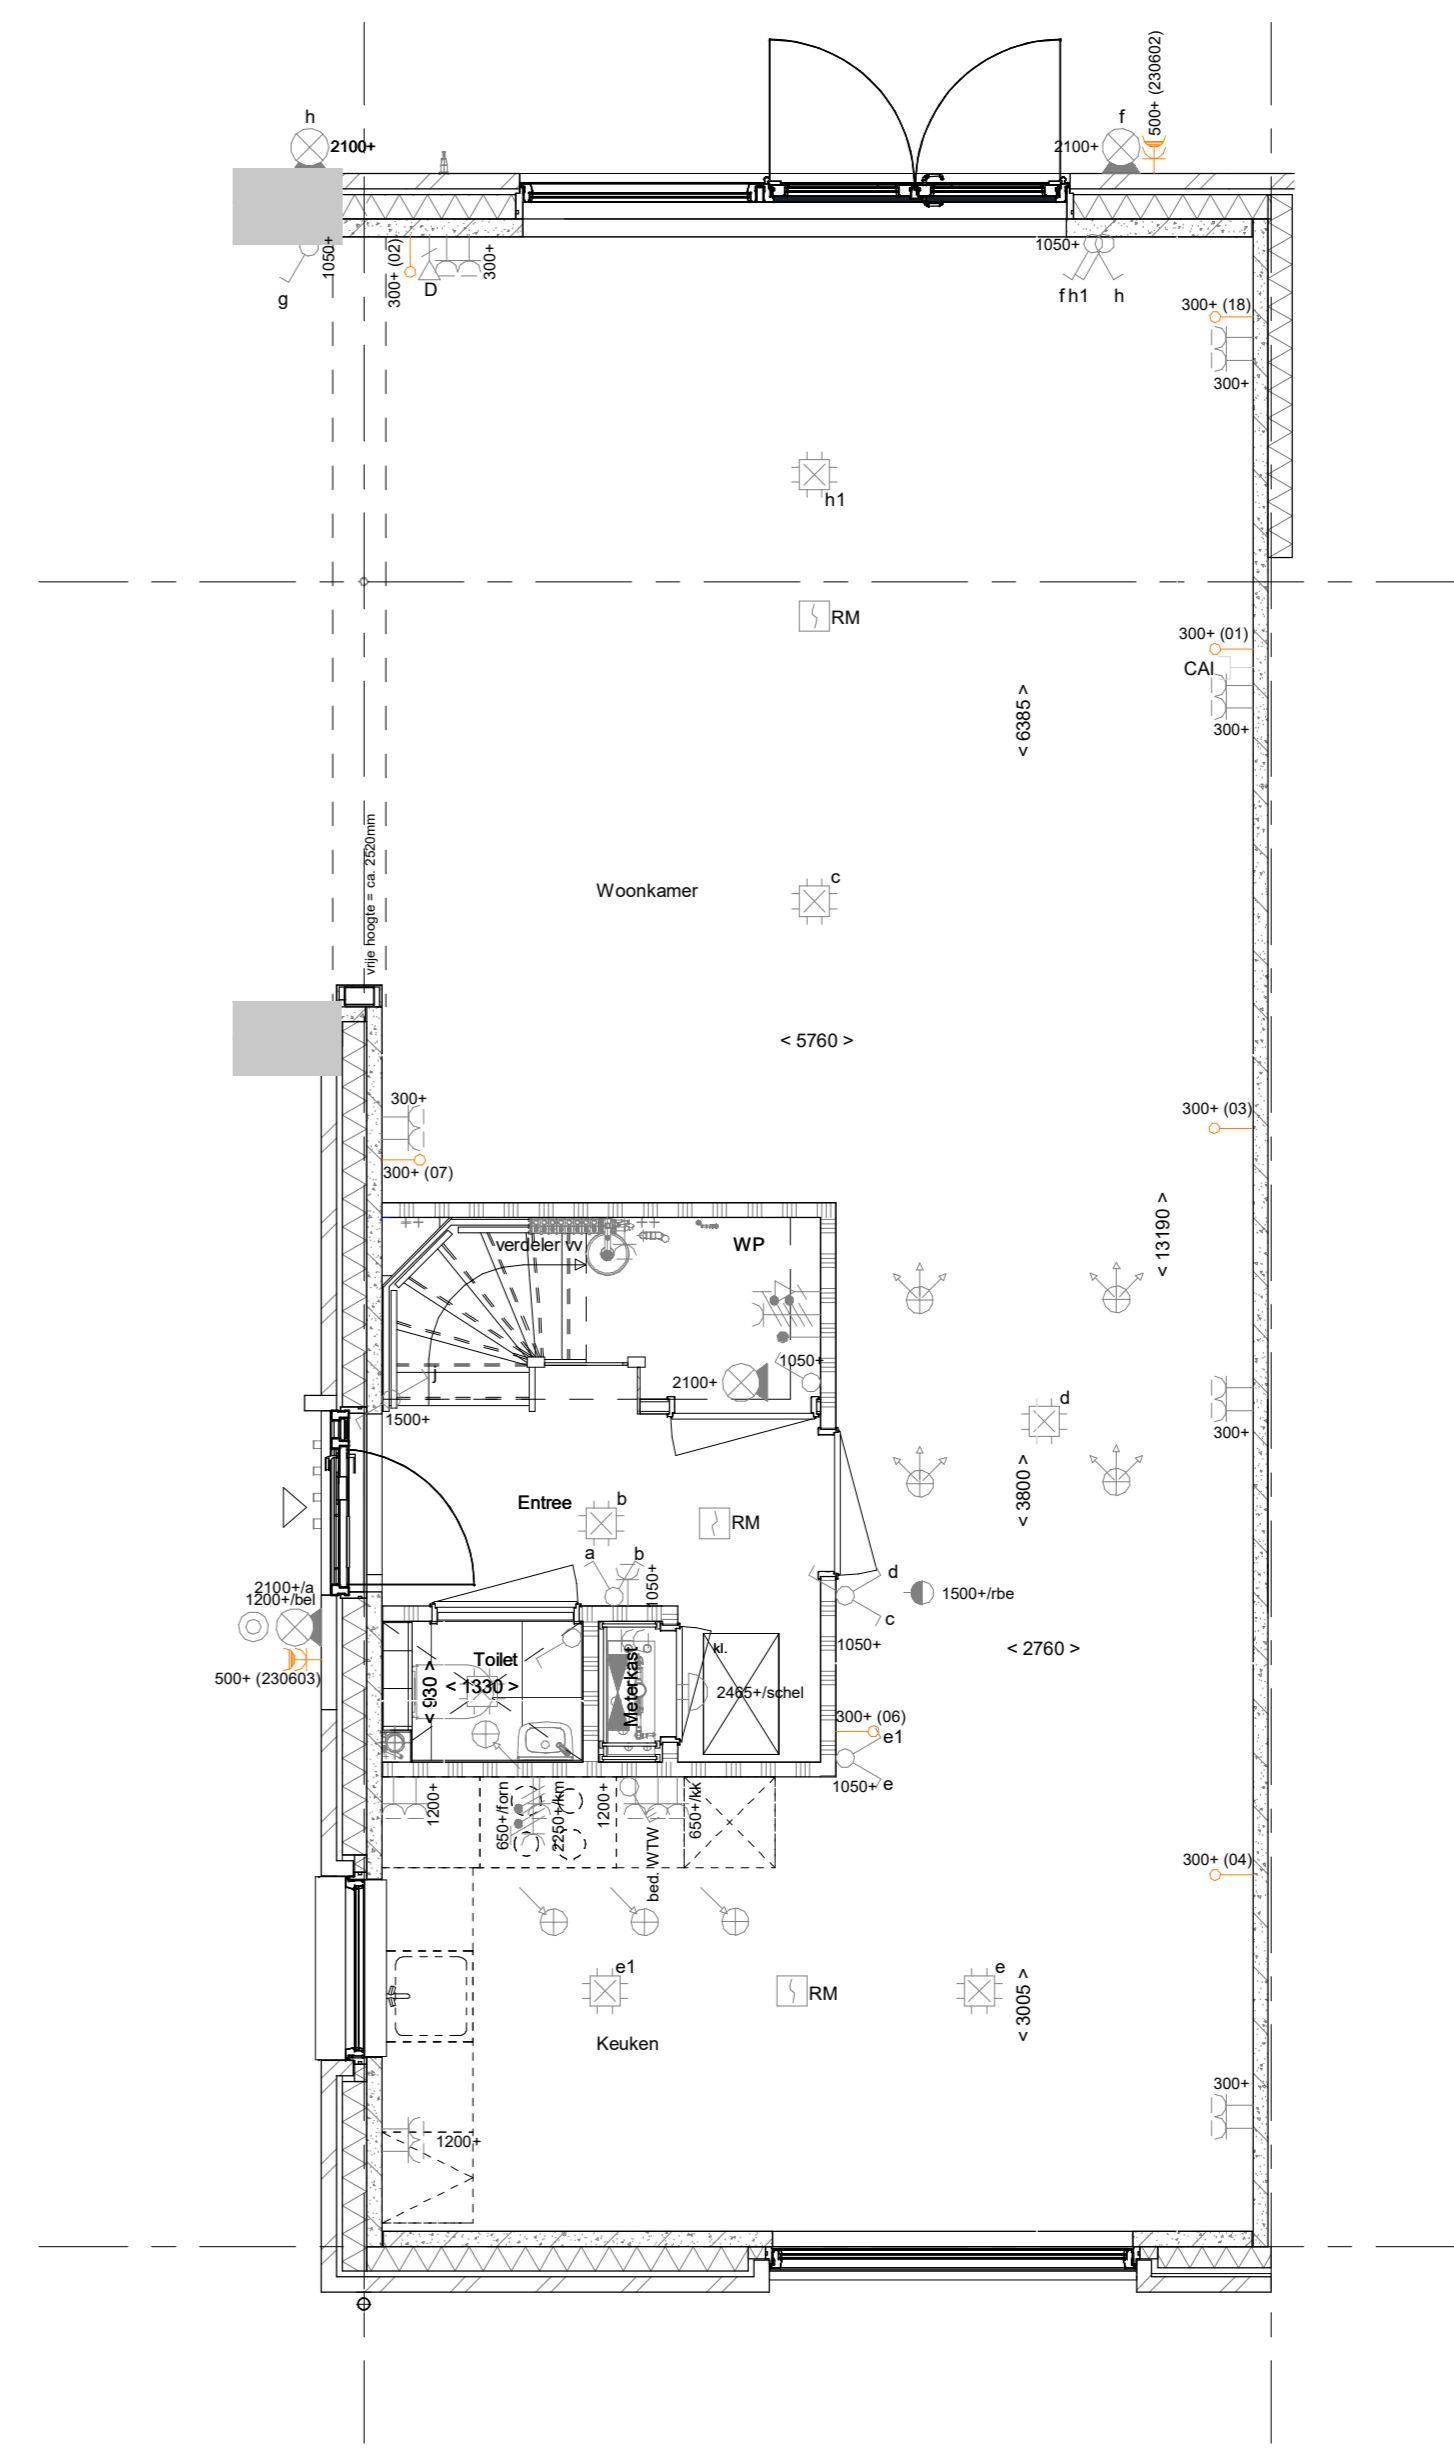 500+ (230602)
h
2100+
f
2100+
1050+
g
300+ (02)
D
300+
1050+
f h1
h
300+ (18)
300+
h1
RM
300+ (01)
CAI
300+
< 6385 >
vrije hoogte = ca. 2520mm
Woonkamer
c
< 5760 >
300+
300+ (07)
300+ (03)
< 13190 >
verdeler vv
WP
j
1500+
2100+
1050+
d
300+
< 3800 >
Entree
b
RM
a
b
1050+
d
c
1050+
1500+/rbe
2100+/a
1200+/bel
500+ (230603)
Toilet
< 930 >
< 1330 >
Meterkast
kl.
2465+/schel
< 2760 >
300+ (06)
e1
1050+
e
1200+
650+/forn
2250+/km
1200+
bed. WTW
650+/kk
300+ (04)
e1
RM
e
< 3005 >
Keuken
300+
1200+